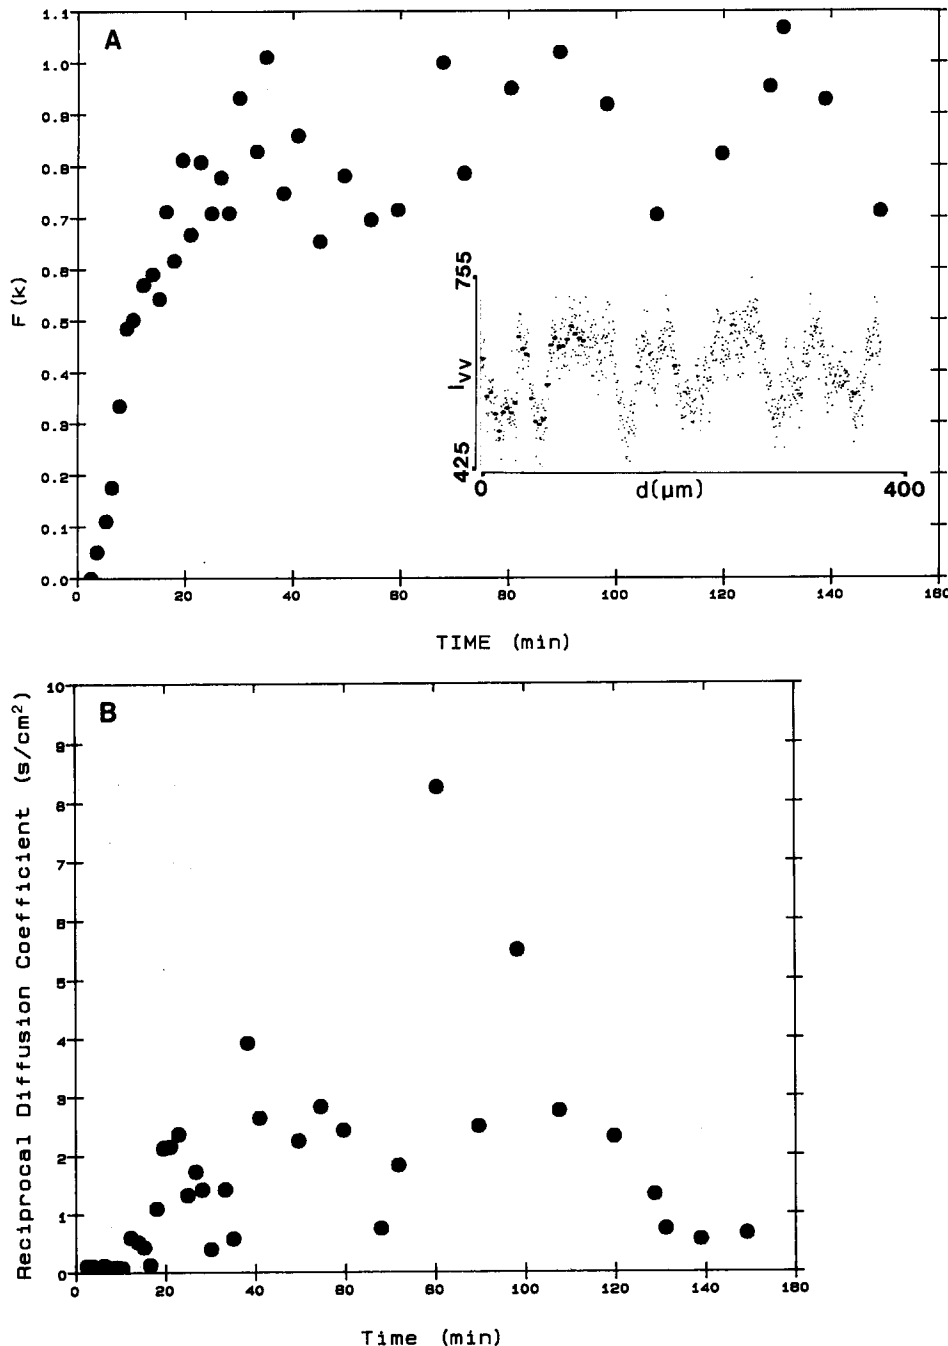 A
1.1
1.0
0.9
0.8
0.7
0.6
0.5
0.4
0.3
0.2
0.1
0.0
F(k)
0 20 40 60 80 100 120 140 160
TIME (min)
755
IVV
425
0 d(μm) 400
B
10
9
8
7
6
5
4
3
2
1
0
Reciprocal Diffusion Coefficient (s/cm²)
0 20 40 60 80 100 120 140 160
Time (min)